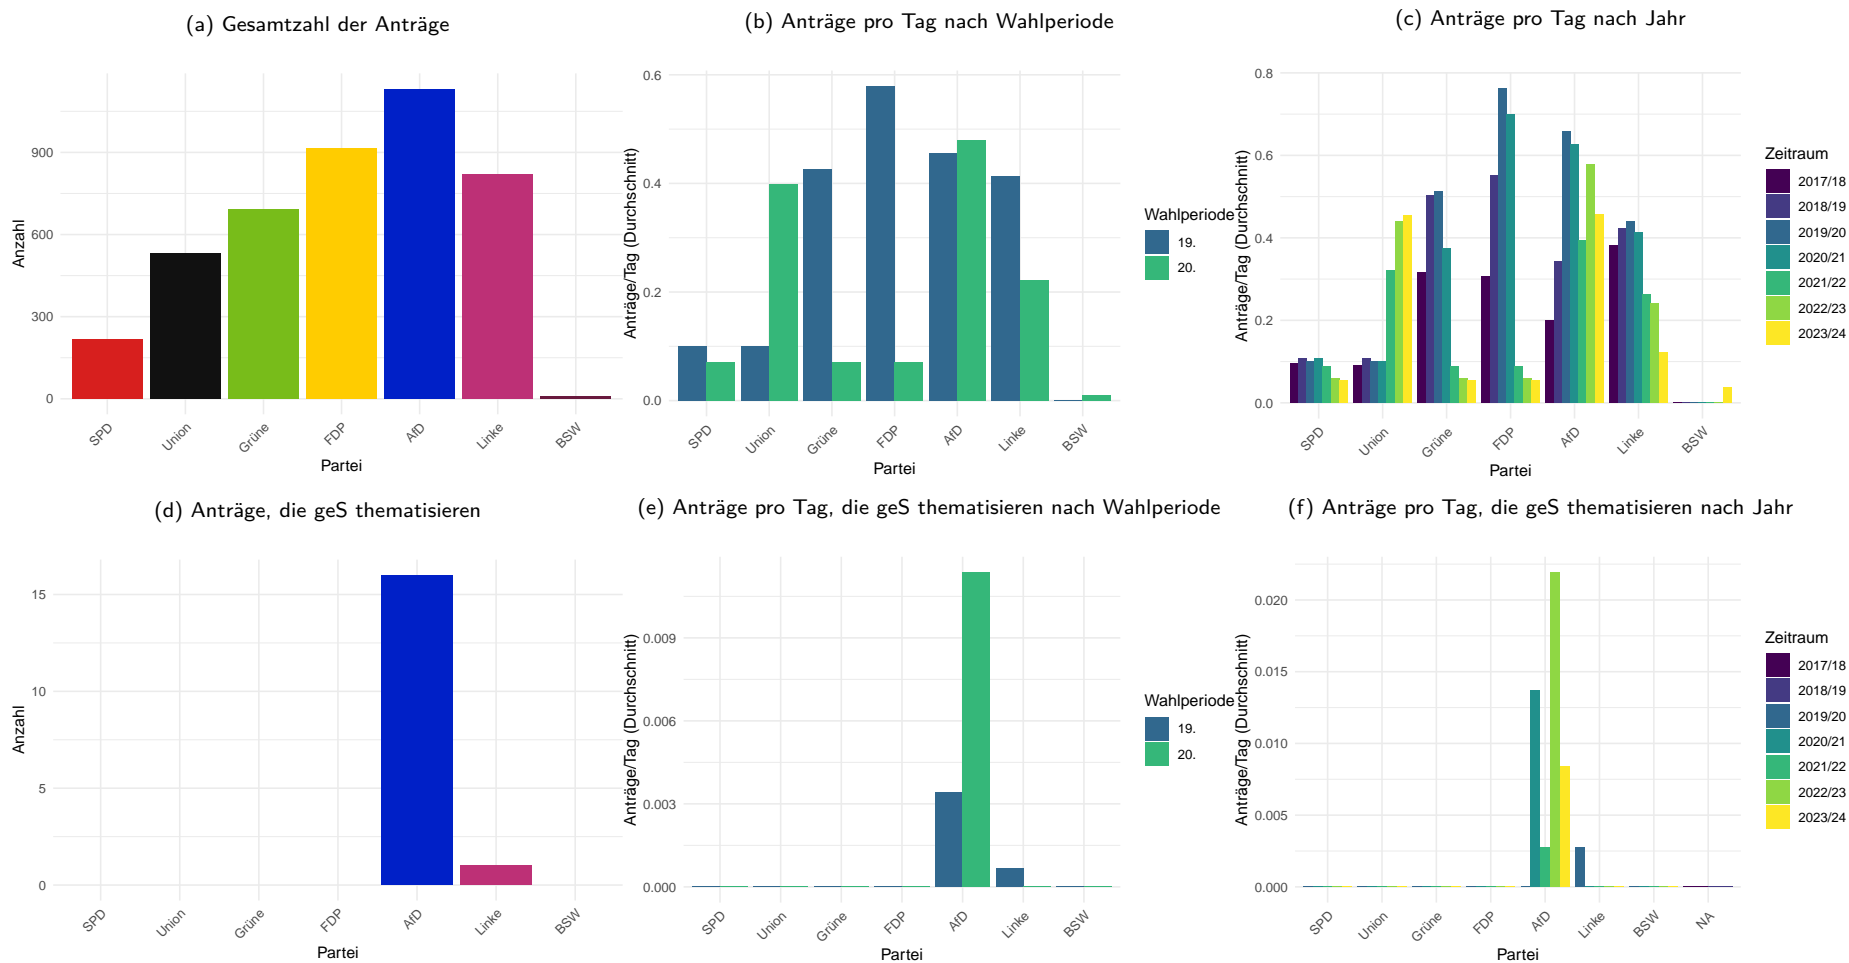 (a) Gesamtzahl der Anträge
Anzahl
900
600
300
0
SPD
Union
Grüne
FDP
AfD
Linke
BSW
Partei
(b) Anträge pro Tag nach Wahlperiode
Anträge/Tag (Durchschnitt)
0.6
0.4
0.2
0.0
SPD
Union
Grüne
FDP
AfD
Linke
BSW
Partei
Wahlperiode
19.
20.
(c) Anträge pro Tag nach Jahr
Anträge/Tag (Durchschnitt)
0.8
0.6
0.4
0.2
0.0
SPD
Union
Grüne
FDP
AfD
Linke
BSW
Partei
Zeitraum
2017/18
2018/19
2019/20
2020/21
2021/22
2022/23
2023/24
(d) Anträge, die geS thematisieren
Anzahl
15
10
5
0
SPD
Union
Grüne
FDP
AfD
Linke
BSW
Partei
(e) Anträge pro Tag, die geS thematisieren nach Wahlperiode
Anträge/Tag (Durchschnitt)
0.009
0.006
0.003
0.000
SPD
Union
Grüne
FDP
AfD
Linke
BSW
Partei
Wahlperiode
19.
20.
(f) Anträge pro Tag, die geS thematisieren nach Jahr
Anträge/Tag (Durchschnitt)
0.020
0.015
0.010
0.005
0.000
SPD
Union
Grüne
FDP
AfD
Linke
BSW
NA
Partei
Zeitraum
2017/18
2018/19
2019/20
2020/21
2021/22
2022/23
2023/24